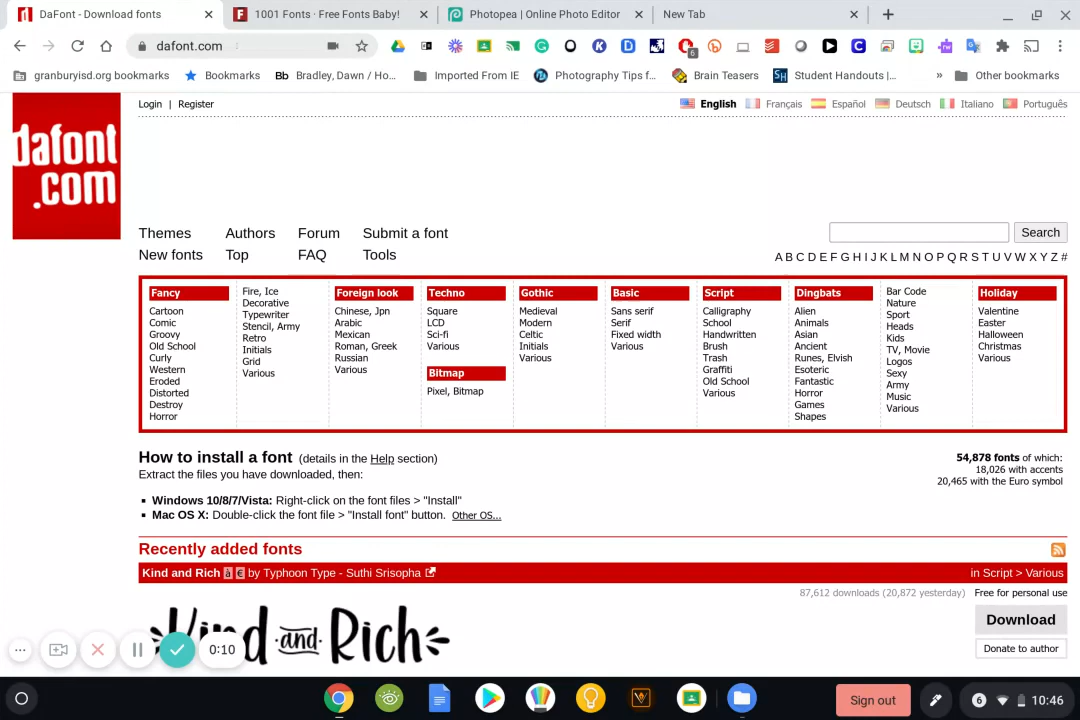 DaFont - Download fonts
1001 Fonts · Free Fonts Baby!
Photopea | Online Photo Editor
New Tab
dafont.com
6
granburyisd.org bookmarks
Bookmarks
Bb Bradley, Dawn / Ho...
Imported From IE
Photography Tips f...
Brain Teasers
SH Student Handouts |...
»
Other bookmarks
dafont
.com
Login | Register
English Français Español Deutsch Italiano Português
Themes Authors Forum Submit a font
New fonts Top FAQ Tools
Search
A B C D E F G H I J K L M N O P Q R S T U V W X Y Z #
Fancy
Cartoon
Comic
Groovy
Old School
Curly
Western
Eroded
Distorted
Destroy
Horror
Fire, Ice
Decorative
Typewriter
Stencil, Army
Retro
Initials
Grid
Various
Foreign look
Chinese, Jpn
Arabic
Mexican
Roman, Greek
Russian
Various
Techno
Square
LCD
Sci-fi
Various
Bitmap
Pixel, Bitmap
Gothic
Medieval
Modern
Celtic
Initials
Various
Basic
Sans serif
Serif
Fixed width
Various
Script
Calligraphy
School
Handwritten
Brush
Trash
Graffiti
Old School
Various
Dingbats
Alien
Animals
Asian
Ancient
Runes, Elvish
Esoteric
Fantastic
Horror
Games
Shapes
Bar Code
Nature
Sport
Heads
Kids
TV, Movie
Logos
Sexy
Army
Music
Various
Holiday
Valentine
Easter
Halloween
Christmas
Various
How to install a font (details in the Help section)
Extract the files you have downloaded, then:
Windows 10/8/7/Vista: Right-click on the font files > "Install"
Mac OS X: Double-click the font file > "Install font" button. Other OS...
54,878 fonts of which:
18,026 with accents
20,465 with the Euro symbol
Recently added fonts
Kind and Rich à € by Typhoon Type - Suthi Srisopha
in Script > Various
87,612 downloads (20,872 yesterday) Free for personal use
Kind and Rich
Download
Donate to author
0:10
Sign out
6
10:46